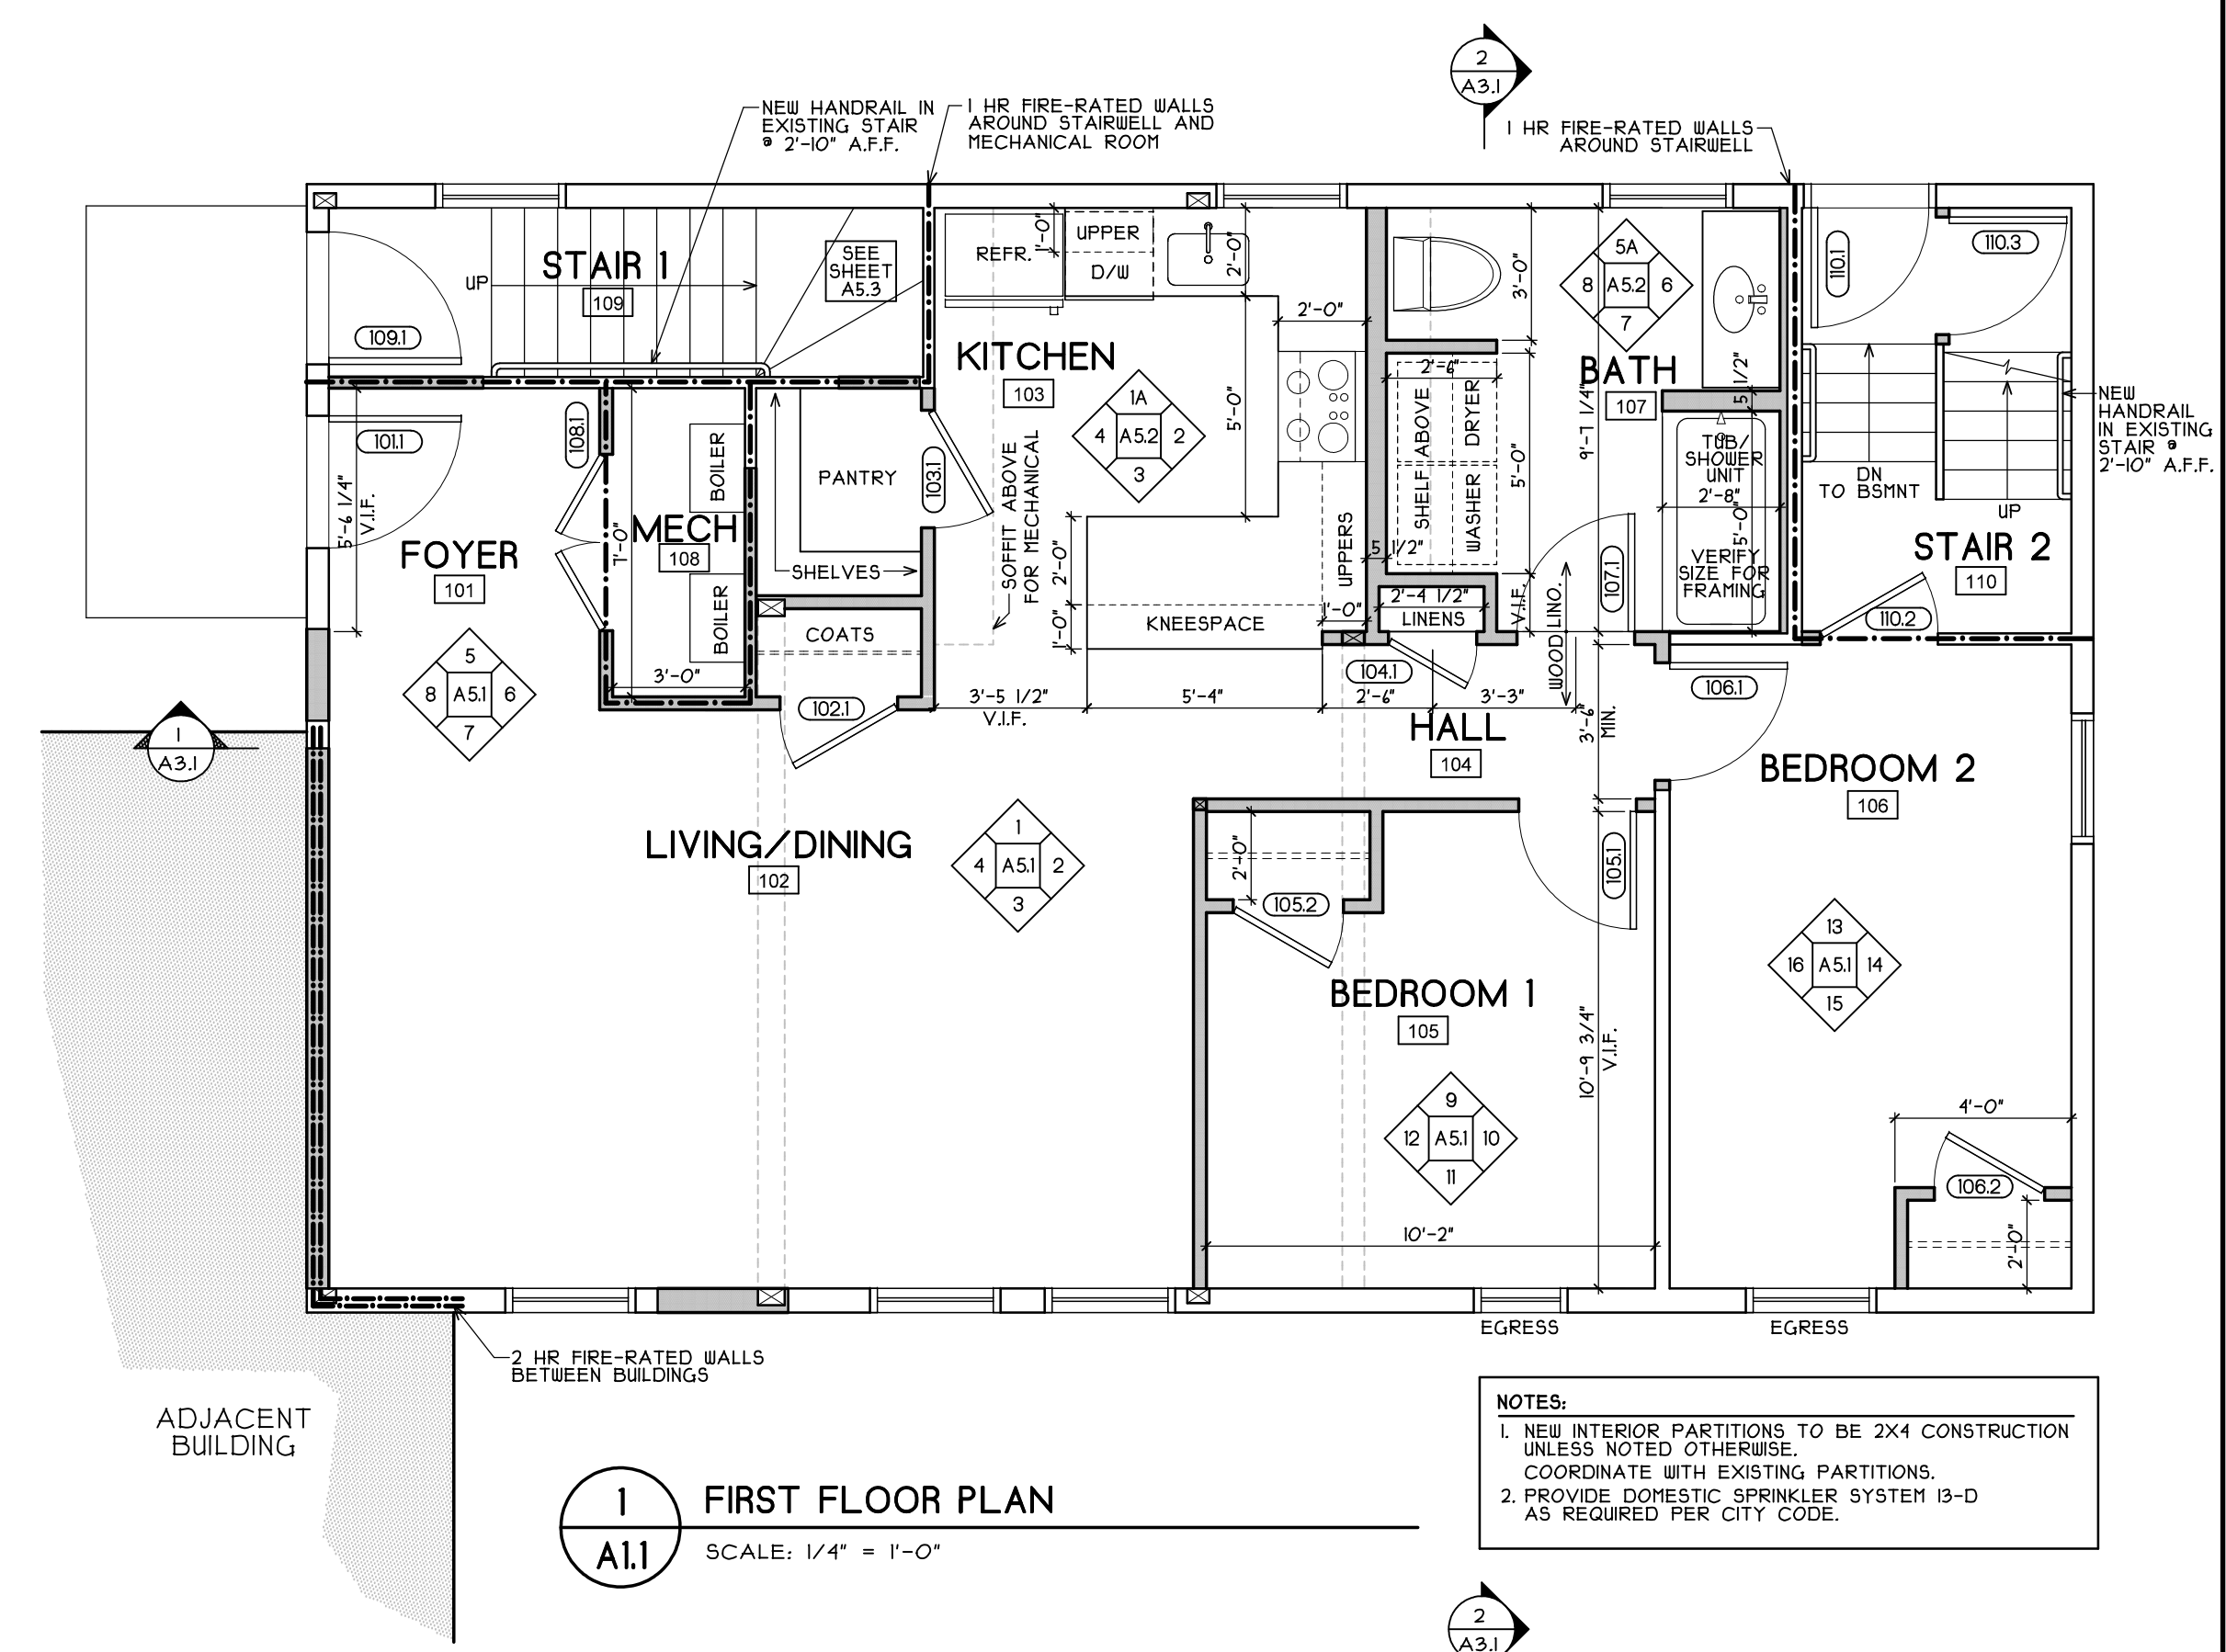 2
A3.1
NEW HANDRAIL IN
EXISTING STAIR
@ 2'-10" A.F.F.
1 HR FIRE-RATED WALLS
AROUND STAIRWELL AND
MECHANICAL ROOM
1 HR FIRE-RATED WALLS
AROUND STAIRWELL
STAIR 1
109
UP
SEE
SHEET
A5.3
109.1
REFR.
1'-0"
UPPER
D/W
2'-0"
2'-0"
KITCHEN
103
1A
4 A5.2 2
3
5'-0"
3'-0"
5A
8 A5.2 6
7
BATH
107
2'-6"
9'-7 1/4"
V.I.F.
5 1/2"
110.1
110.3
NEW
HANDRAIL
IN EXISTING
STAIR @
2'-10" A.F.F.
101.1
5'-6 1/4"
V.I.F.
FOYER
101
108.1
7'-0"
MECH
108
BOILER
BOILER
3'-0"
PANTRY
103.1
SHELVES
SOFFIT ABOVE
FOR MECHANICAL
COATS
102.1
2'-0"
1'-0"
KNEESPACE
UPPERS
1'-0"
5 1/2"
SHELF ABOVE
WASHER DRYER
5'-0"
2'-4 1/2"
LINENS
104.1
WOOD LINO.
107.1
TUB/
SHOWER
UNIT
2'-8"
5'-0"
VERIFY
SIZE FOR
FRAMING
DN
TO BSMNT
UP
STAIR 2
110
110.2
5
8 A5.1 6
7
3'-5 1/2"
V.I.F.
5'-4"
2'-6"
3'-3"
3'-6"
MIN.
HALL
104
106.1
BEDROOM 2
106
1
A3.1
LIVING/DINING
102
1
4 A5.1 2
3
2'-0"
105.2
105.1
BEDROOM 1
105
10'-9 3/4"
V.I.F.
9
12 A5.1 10
11
10'-2"
13
16 A5.1 14
15
4'-0"
106.2
2'-0"
EGRESS
EGRESS
2 HR FIRE-RATED WALLS
BETWEEN BUILDINGS
ADJACENT
BUILDING
NOTES:
1. NEW INTERIOR PARTITIONS TO BE 2X4 CONSTRUCTION
UNLESS NOTED OTHERWISE.
COORDINATE WITH EXISTING PARTITIONS.
2. PROVIDE DOMESTIC SPRINKLER SYSTEM 13-D
AS REQUIRED PER CITY CODE.
1
A1.1
FIRST FLOOR PLAN
SCALE: 1/4" = 1'-0"
2
A3.1